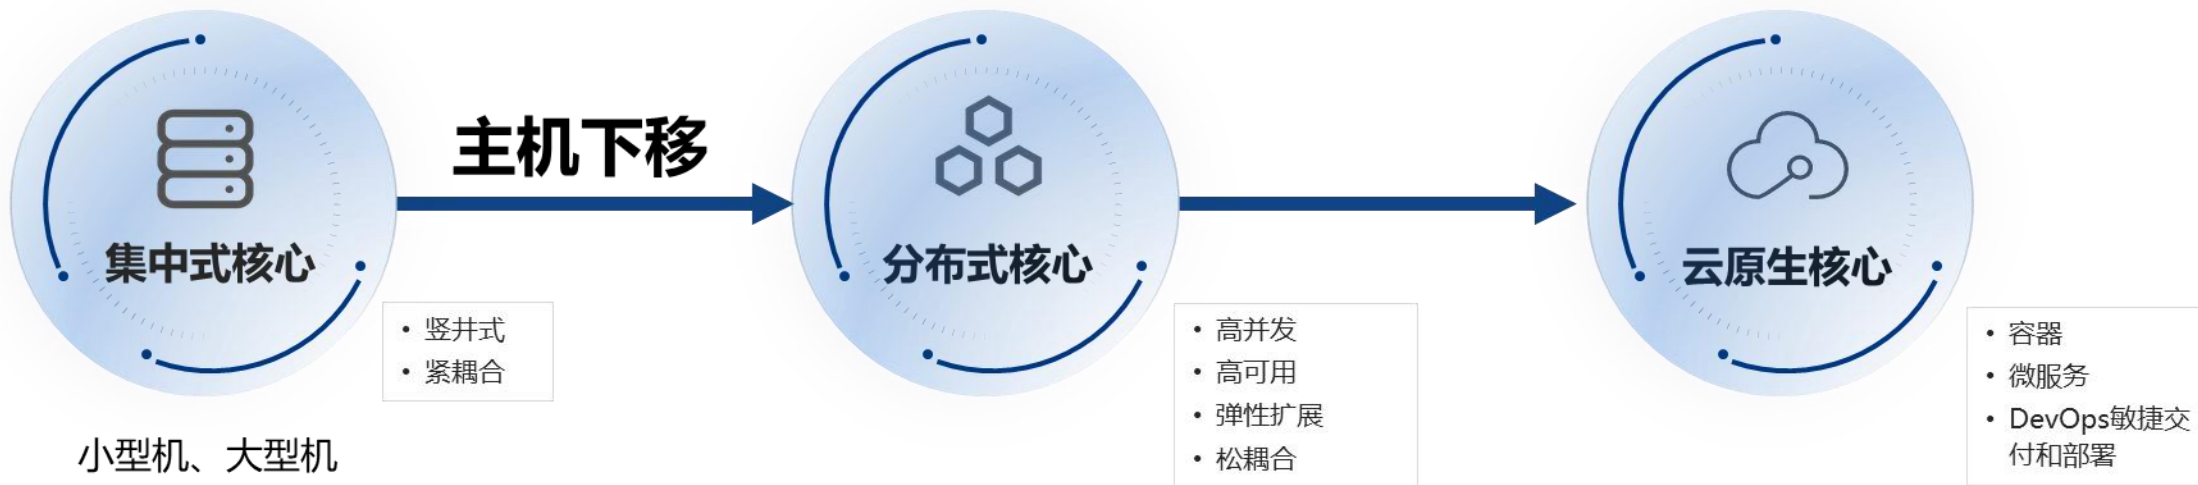 主机下移
集中式核心
• 竖井式
• 紧耦合
小型机、大型机
分布式核心
• 高并发
• 高可用
• 弹性扩展
• 松耦合
云原生核心
• 容器
• 微服务
• DevOps敏捷交
付和部署